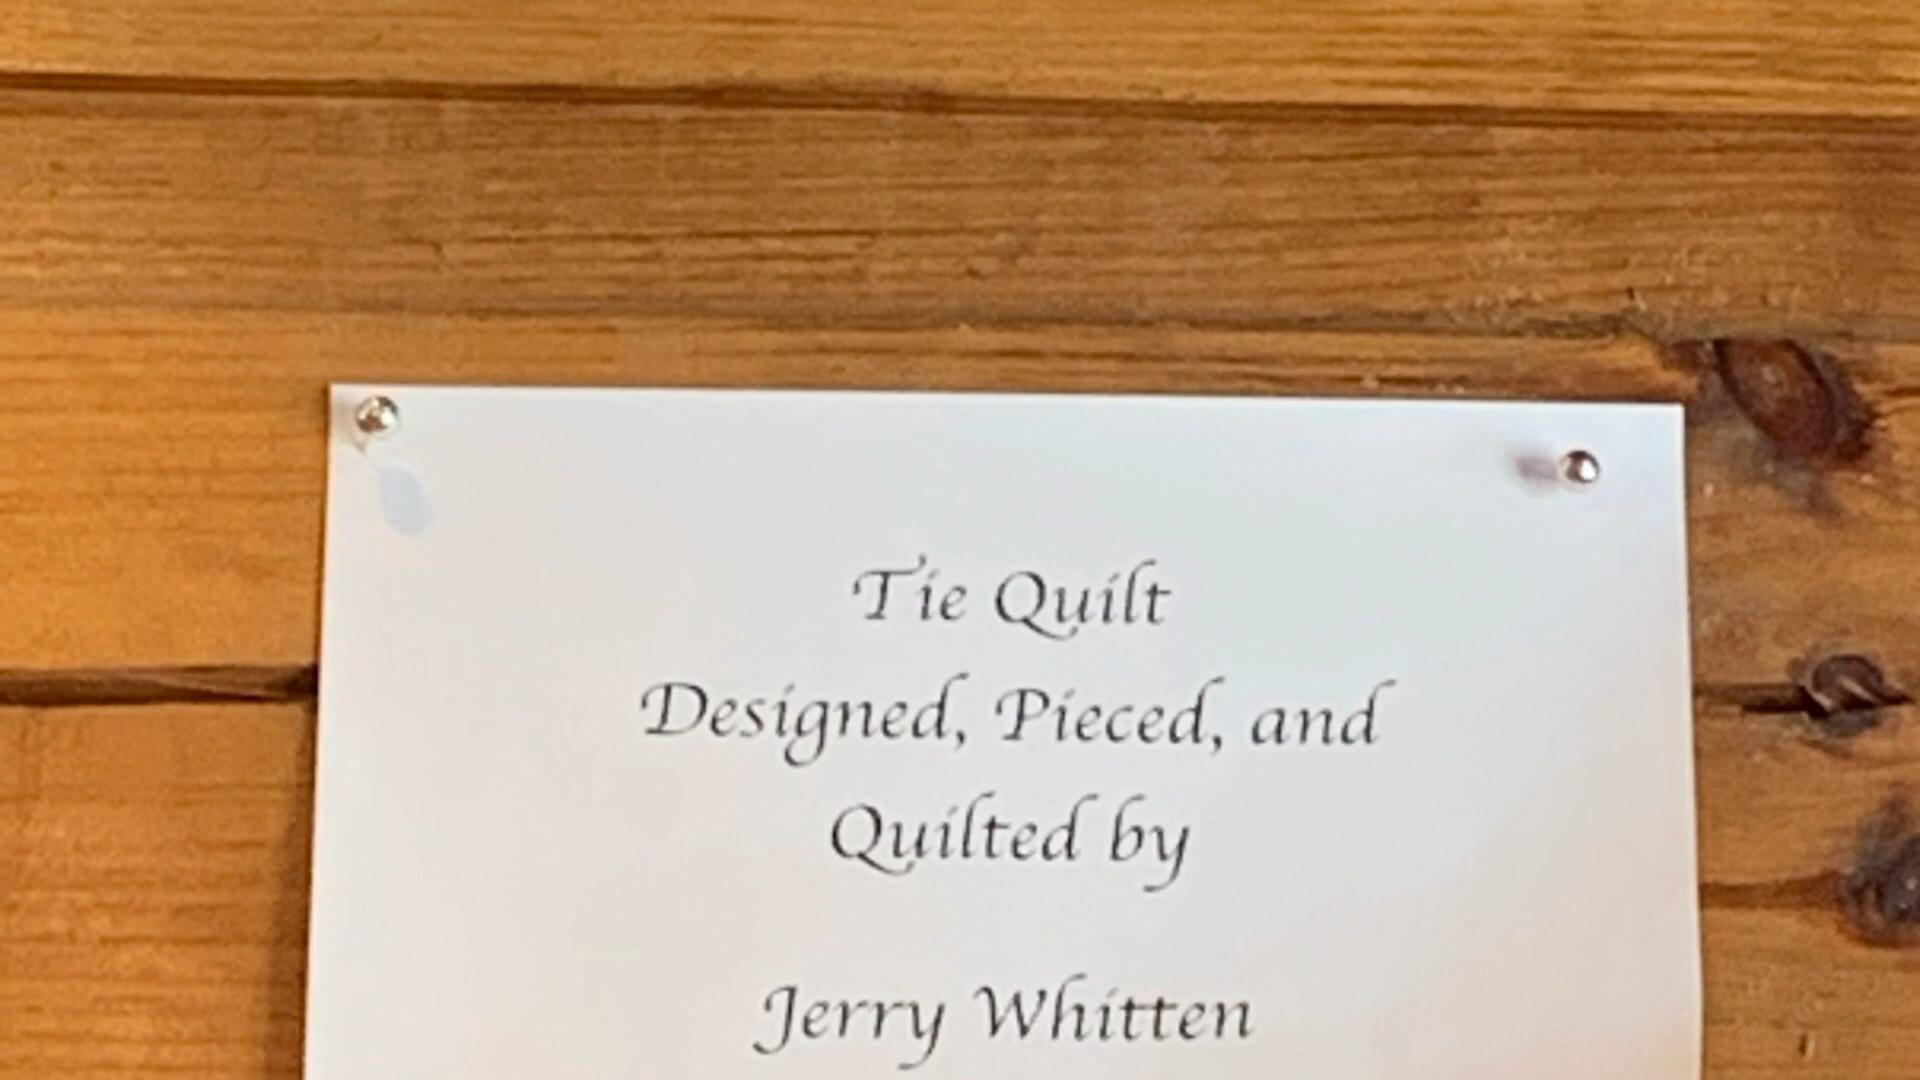 Tie Quilt
Designed, Pieced, and
Quilted by
Jerry Whitten